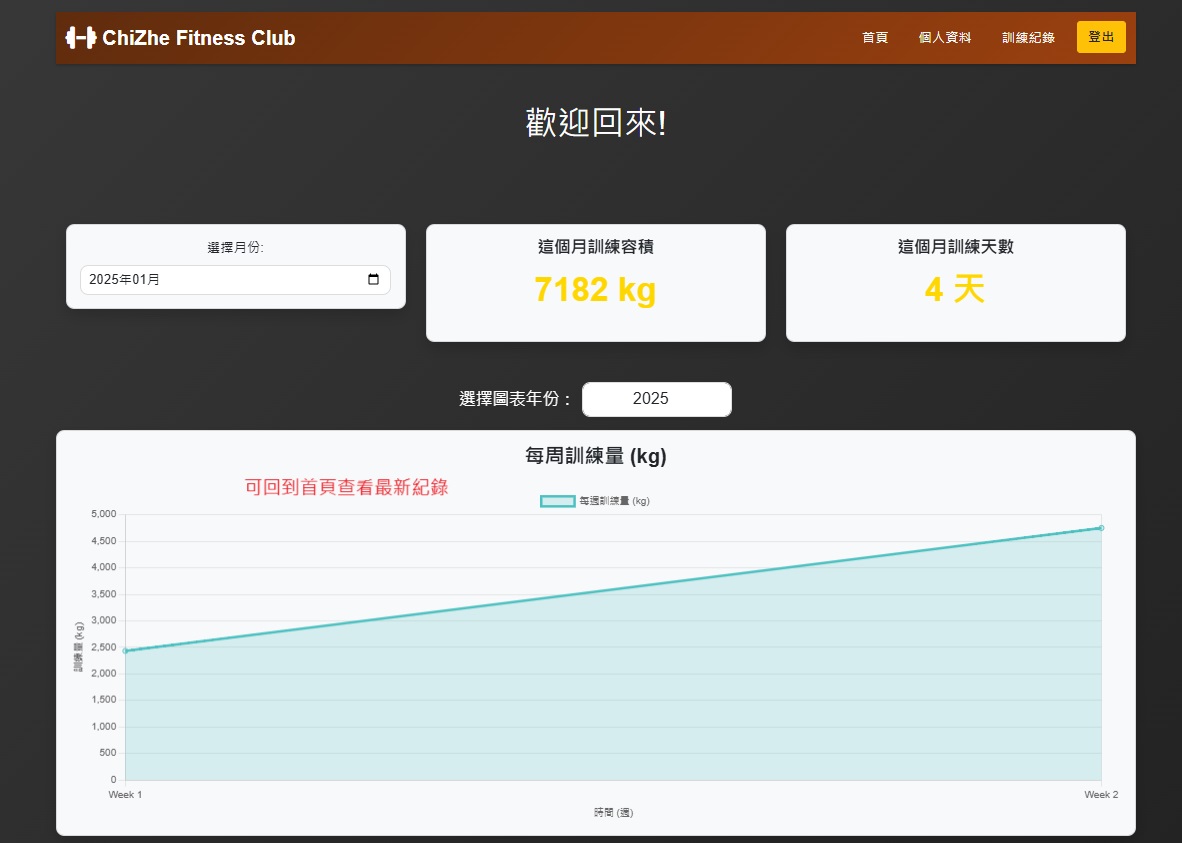 ChiZhe Fitness Club
首頁 個人資料 訓練紀錄 登出
歡迎回來!
選擇月份:
2025年01月
這個月訓練容積
7182 kg
這個月訓練天數
4 天
選擇圖表年份： 2025
每周訓練量 (kg)
可回到首頁查看最新紀錄
每週訓練量 (kg)
訓練量 (kg)
5,000
4,500
4,000
3,500
3,000
2,500
2,000
1,500
1,000
500
0
Week 1 Week 2
時間 (週)